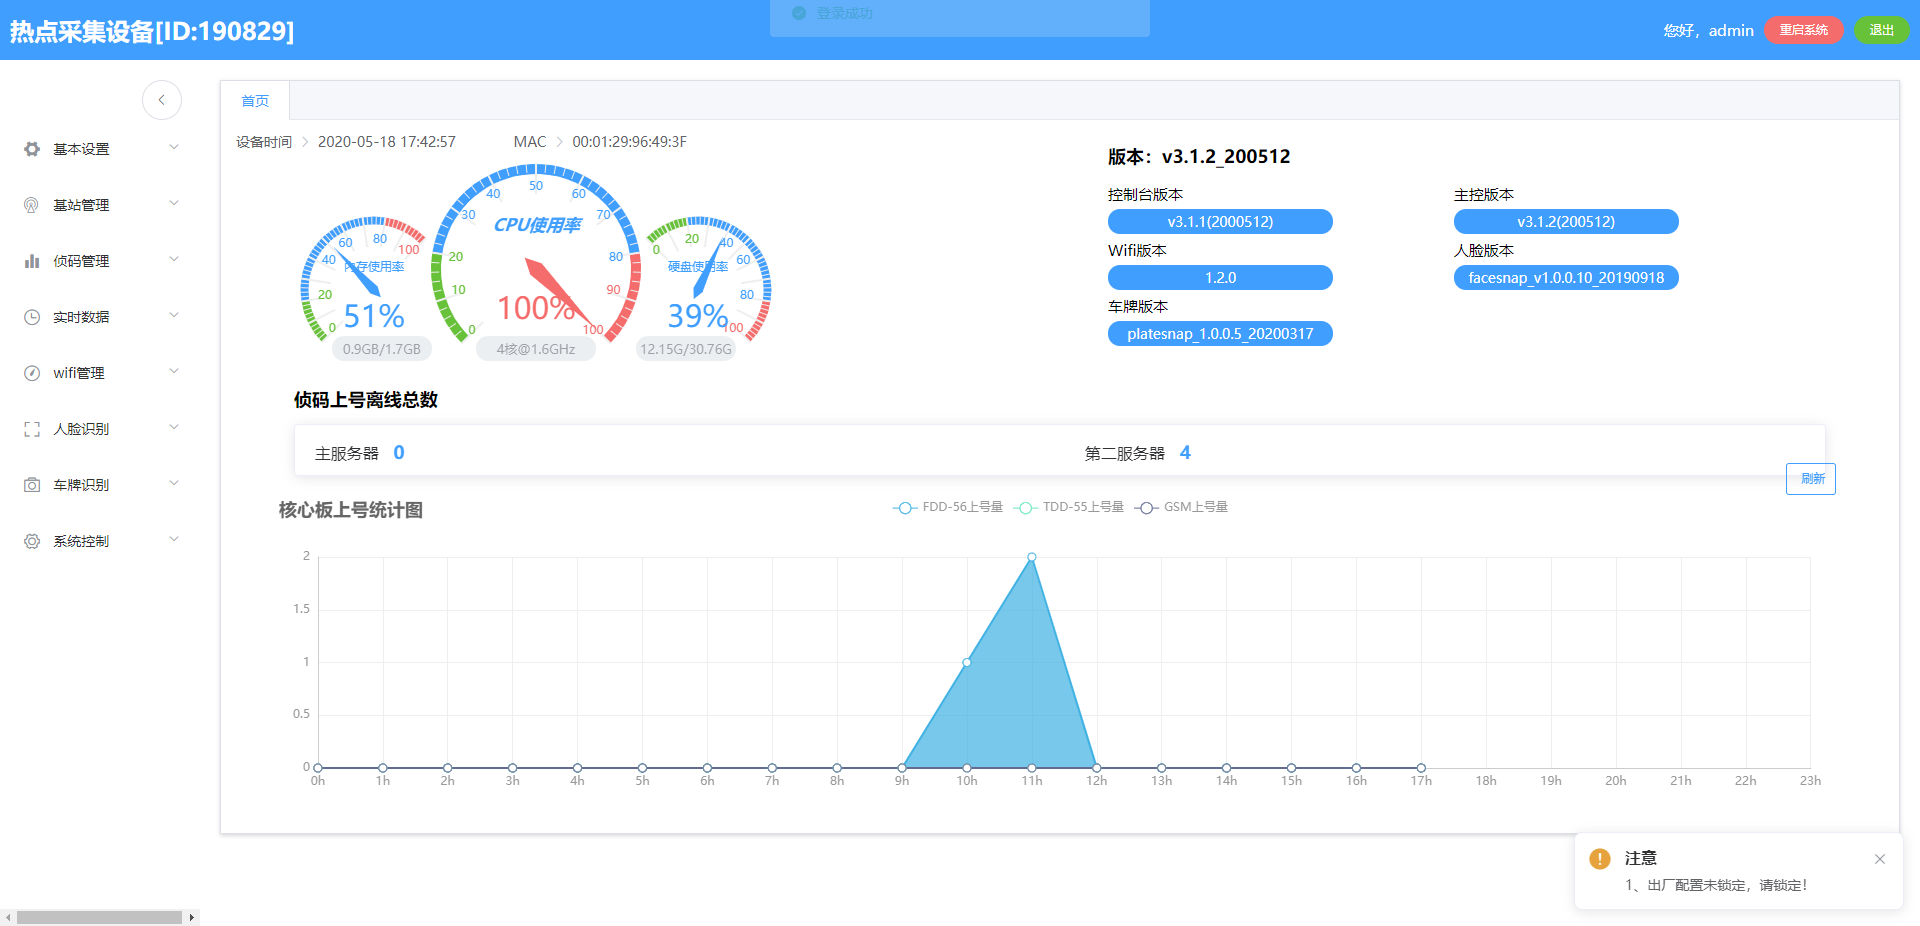 登录成功
热点采集设备[ID:190829]
您好，admin
重启系统
退出
首页
基本设置
基站管理
侦码管理
实时数据
wifi管理
人脸识别
车牌识别
系统控制
设备时间 2020-05-18 17:42:57 MAC 00:01:29:96:49:3F
0 20 40 60 80 100
内存使用率
51%
0.9GB/1.7GB
0 10 20 30 40 50 60 70 80 90 100
CPU使用率
100%
4核@1.6GHz
0 20 40 60 80 100
硬盘使用率
39%
12.15G/30.76G
版本：v3.1.2_200512
控制台版本 主控版本
v3.1.1(2000512) v3.1.2(200512)
Wifi版本 人脸版本
1.2.0 facesnap_v1.0.0.10_20190918
车牌版本
platesnap_1.0.0.5_20200317
侦码上号离线总数
主服务器 0 第二服务器 4
刷新
核心板上号统计图
FDD-56上号量 TDD-55上号量 GSM上号量
2
1.5
1
0.5
0
0h 1h 2h 3h 4h 5h 6h 7h 8h 9h 10h 11h 12h 13h 14h 15h 16h 17h 18h 19h 20h 21h 22h 23h
注意
1、出厂配置未锁定，请锁定！